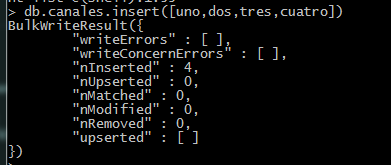 > db.canales.insert([uno,dos,tres,cuatro])
BulkWriteResult({
"writeErrors" : [ ],
"writeConcernErrors" : [ ],
"nInserted" : 4,
"nUpserted" : 0,
"nMatched" : 0,
"nModified" : 0,
"nRemoved" : 0,
"upserted" : [ ]
})